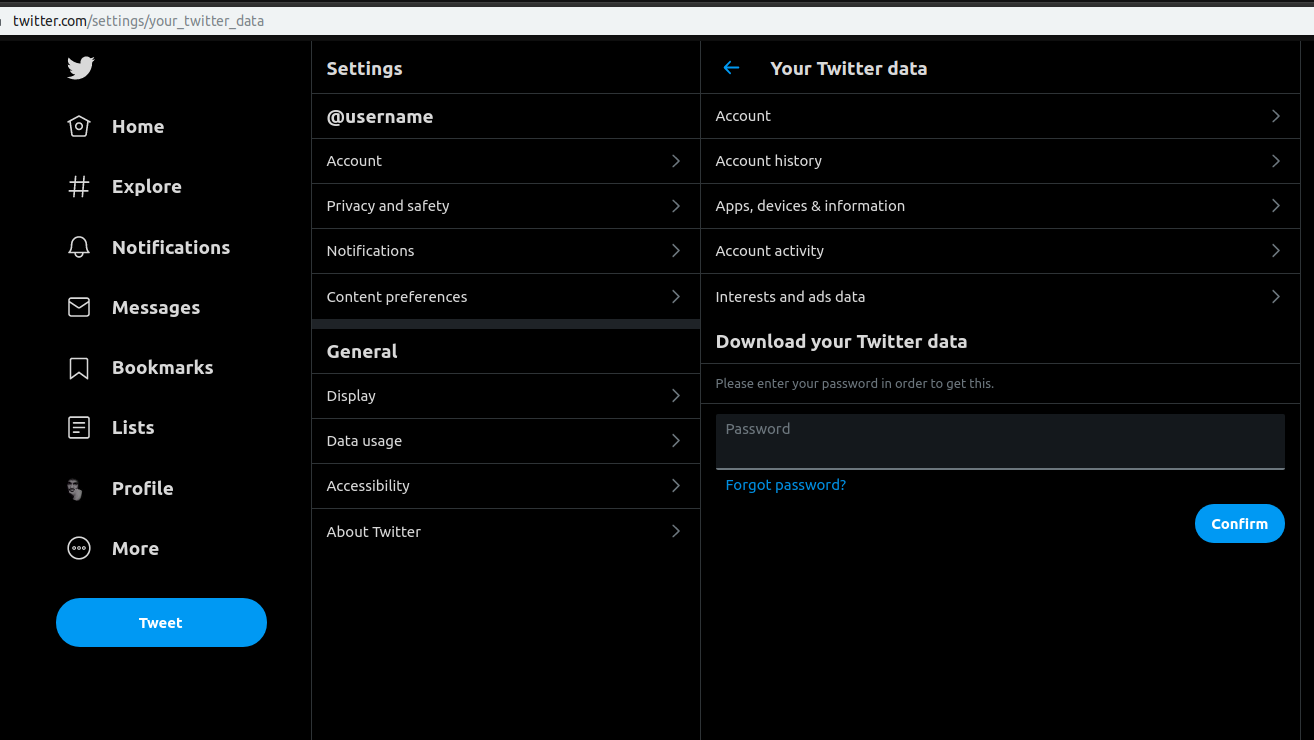 twitter.com/settings/your_twitter_data
Home
Explore
Notifications
Messages
Bookmarks
Lists
Profile
More
Tweet
Settings
@username
Account
Privacy and safety
Notifications
Content preferences
General
Display
Data usage
Accessibility
About Twitter
Your Twitter data
Account
Account history
Apps, devices & information
Account activity
Interests and ads data
Download your Twitter data
Please enter your password in order to get this.
Password
Forgot password?
Confirm